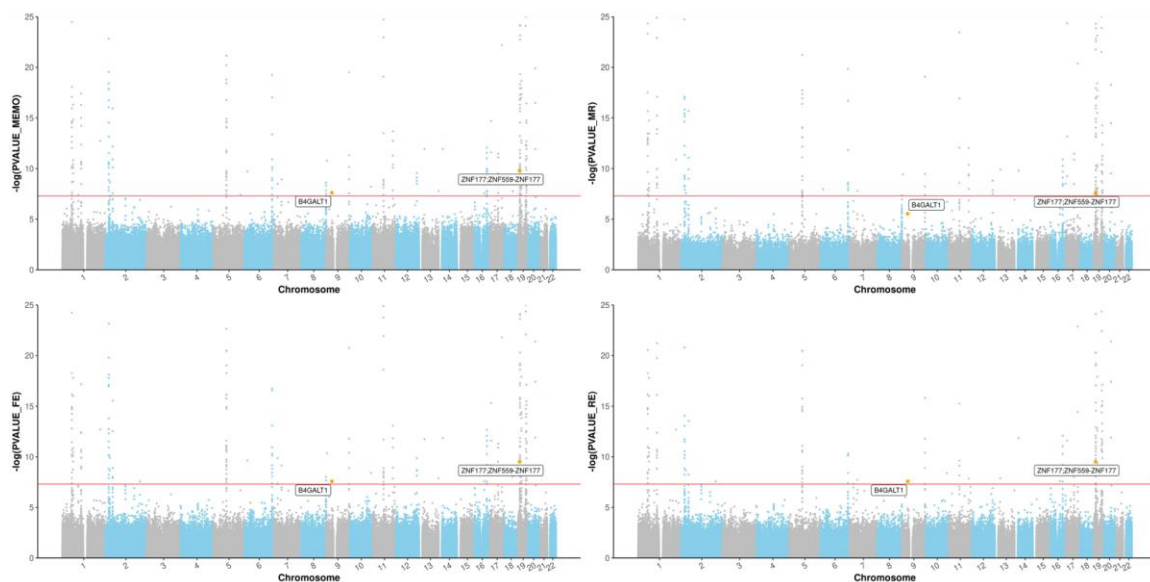 25
20
15
10
5
0
-log(PVALUE_MEMO)
B4GALT1
ZNF177;ZNF559-ZNF177
1 2 3 4 5 6 7 8 9 10 11 12 13 14 15 16 17 18 19 20 21 22
Chromosome
25
20
15
10
5
0
-log(PVALUE_MR)
B4GALT1
ZNF177;ZNF559-ZNF177
1 2 3 4 5 6 7 8 9 10 11 12 13 14 15 16 17 18 19 20 21 22
Chromosome
25
20
15
10
5
0
-log(PVALUE_FE)
ZNF177;ZNF559-ZNF177
B4GALT1
1 2 3 4 5 6 7 8 9 10 11 12 13 14 15 16 17 18 19 20 21 22
Chromosome
25
20
15
10
5
0
-log(PVALUE_RE)
ZNF177;ZNF559-ZNF177
B4GALT1
1 2 3 4 5 6 7 8 9 10 11 12 13 14 15 16 17 18 19 20 21 22
Chromosome